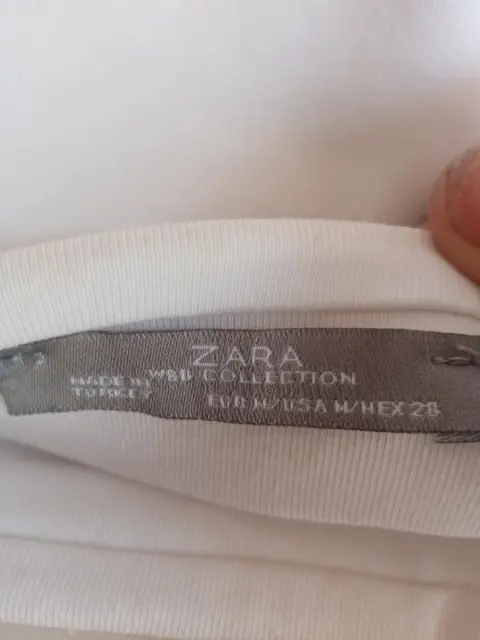 ZARA
W&B COLLECTION
MADE IN
TURKEY
EUR M/USA M/MEX 28